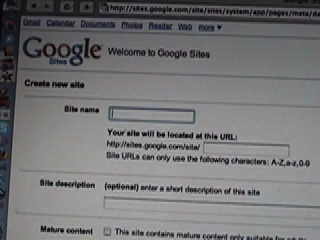 http://sites.google.com/site/sites/system/app/pages/meta/da
Gmail Calendar Documents Photos Reader Web more ▼
Google Sites Welcome to Google Sites
Create new site
Site name
Your site will be located at this URL:
http://sites.google.com/site/
Site URLs can only use the following characters: A-Z,a-z,0-9
Site description (optional) enter a short description of this site
Mature content This site contains mature content only suitable for adults